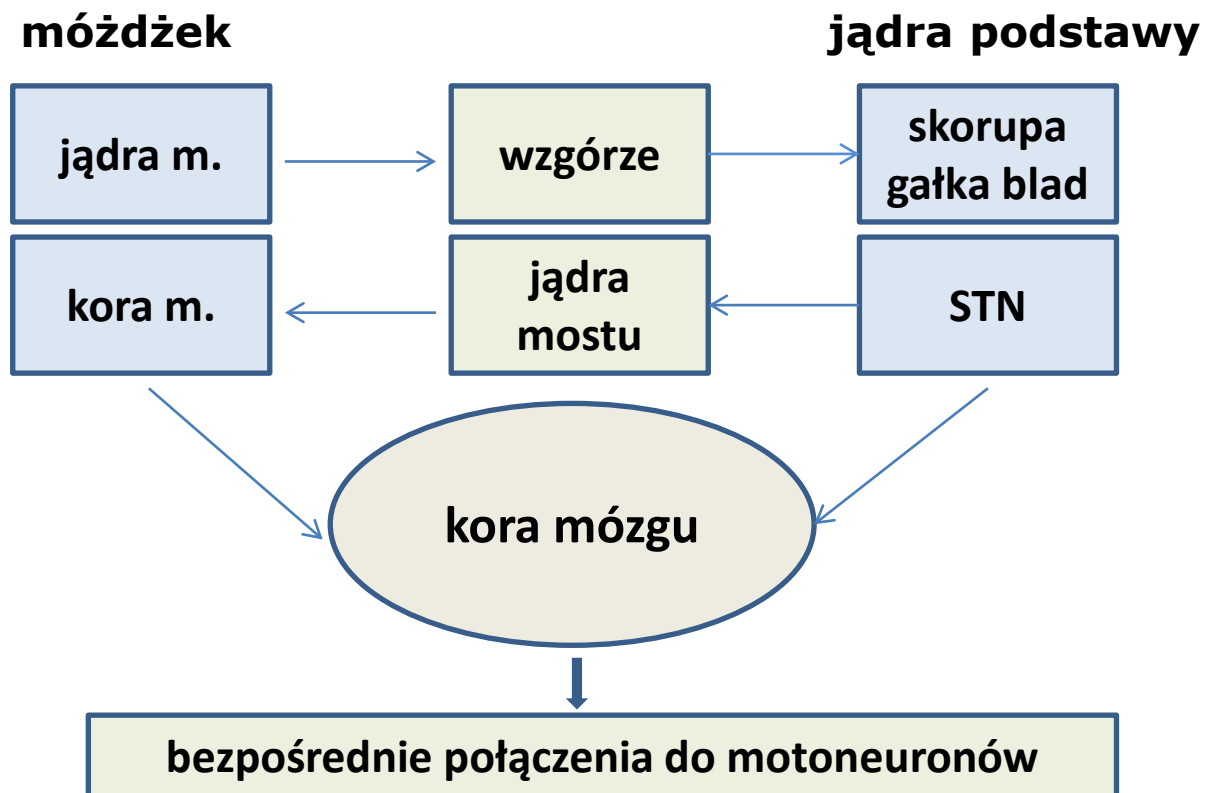 móżdżek
jądra podstawy
jądra m.
wzgórze
skorupa
gałka blad
kora m.
jądra
mostu
STN
kora mózgu
bezpośrednie połączenia do motoneuronów